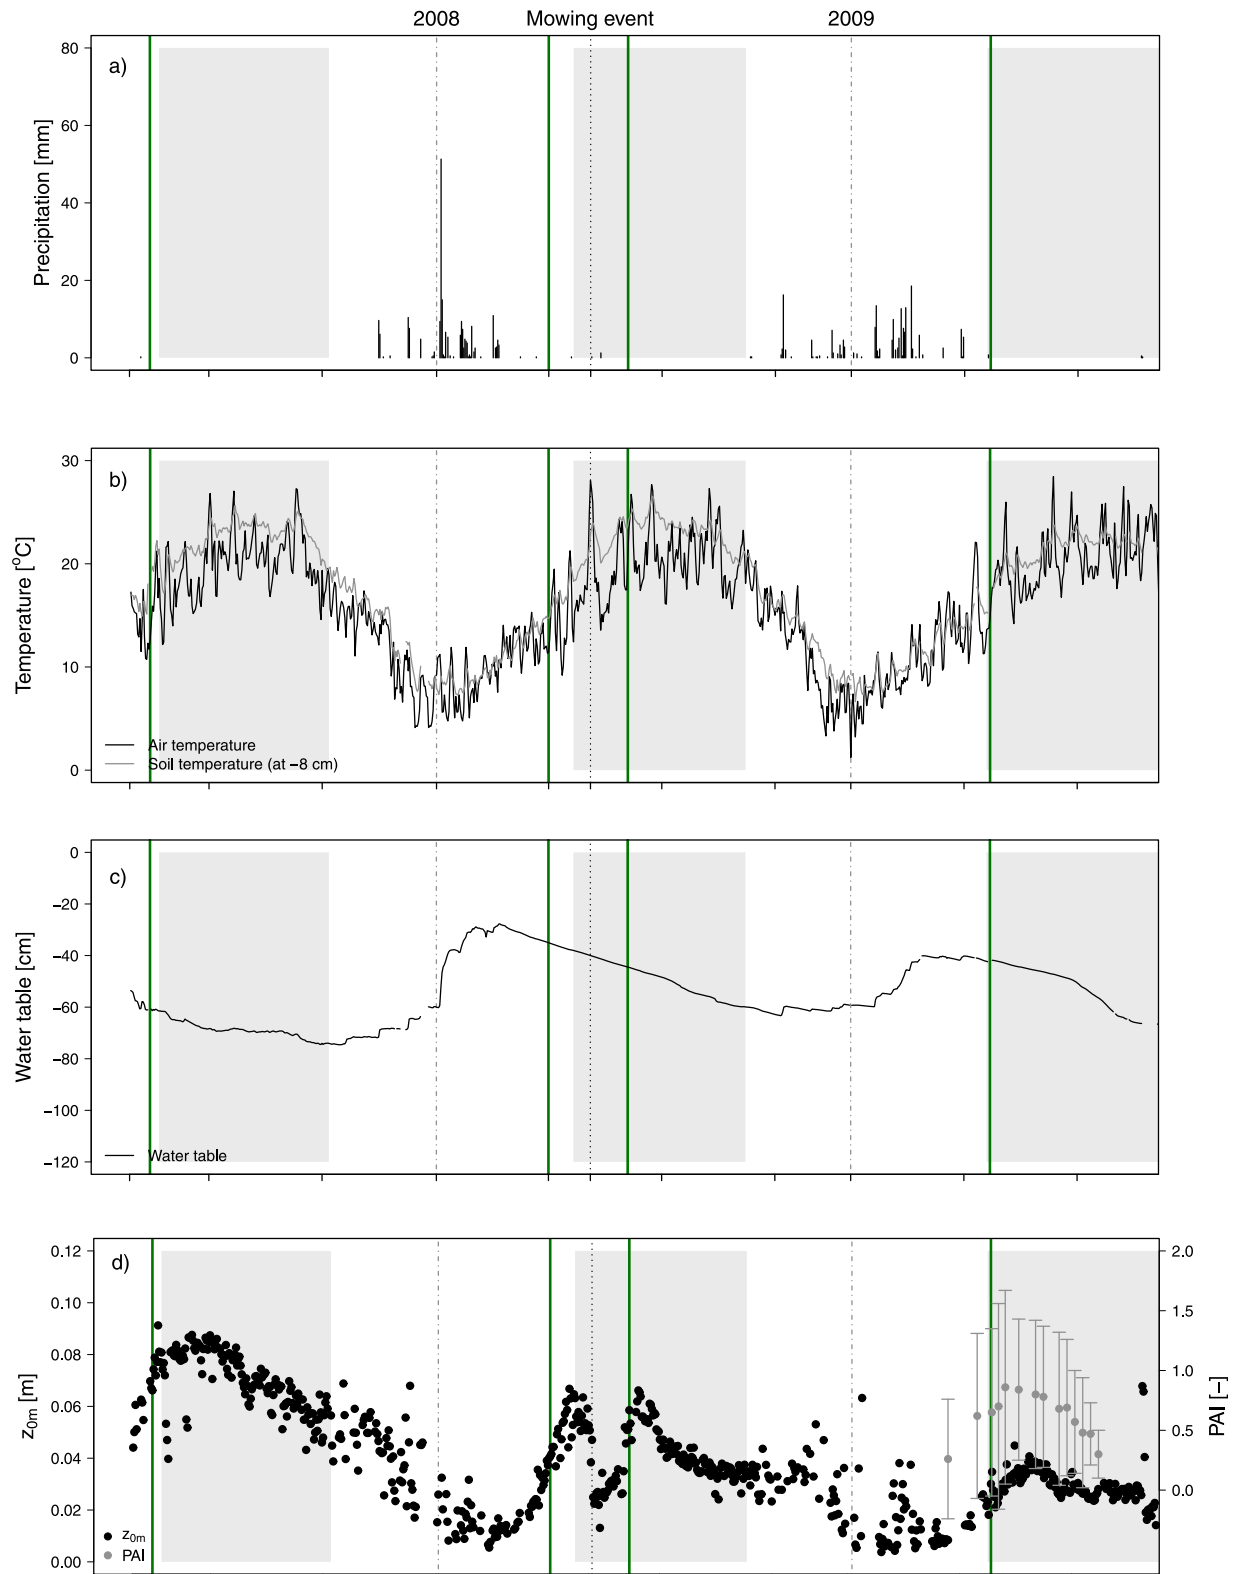 2008 Mowing event 2009
a)
Precipitation [mm]
80
60
40
20
0
b)
Temperature [°C]
30
20
10
0
Air temperature
Soil temperature (at −8 cm)
c)
Water table [cm]
0
−20
−40
−60
−80
−100
−120
Water table
d)
z0m [m]
0.12
0.10
0.08
0.06
0.04
0.02
0.00
2.0
1.5
1.0
0.5
0.0
PAI [−]
z0m
PAI